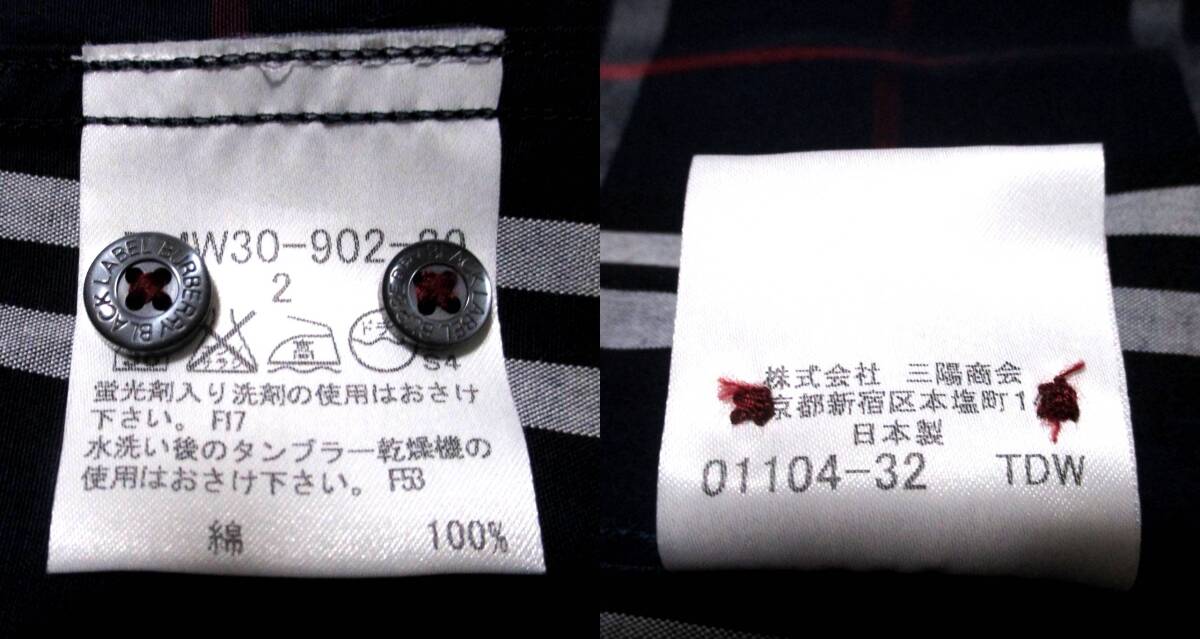 W30-902-
2
高
S4
蛍光剤入り洗剤の使用はおさけ
下さい。F17
水洗い後のタンブラー乾燥機の
使用はおさけ下さい。F53
綿 100%
BLACK LABEL BURBERRY
LABEL
株式会社 三陽商会
京都新宿区本塩町1
日本製
01104-32 TDW